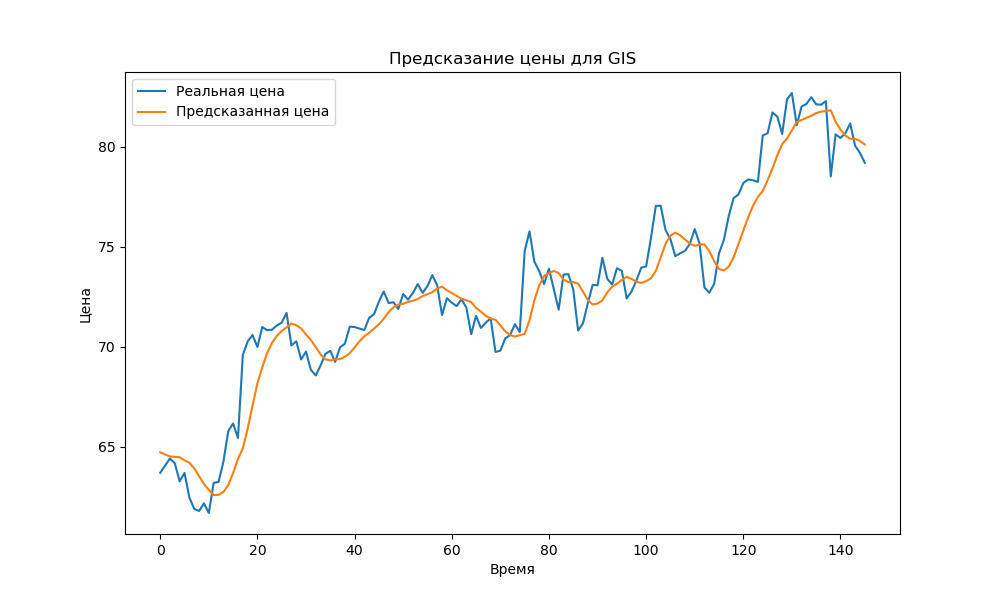 Предсказание цены для GIS
Реальная цена
Предсказанная цена
80
75
70
65
Цена
0 20 40 60 80 100 120 140
Время